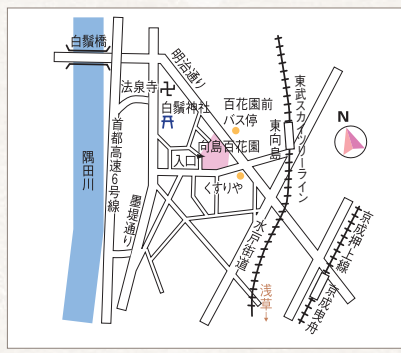 白鬚橋
明治通り
法泉寺
白鬚神社
百花園前
バス停
東武スカイツリーライン
東向島
N
向島百花園
入口
くすりや
首都高速6号線
隅田川
墨堤通り
水戸街道
京成押上線
京成曳舟
浅草
↓